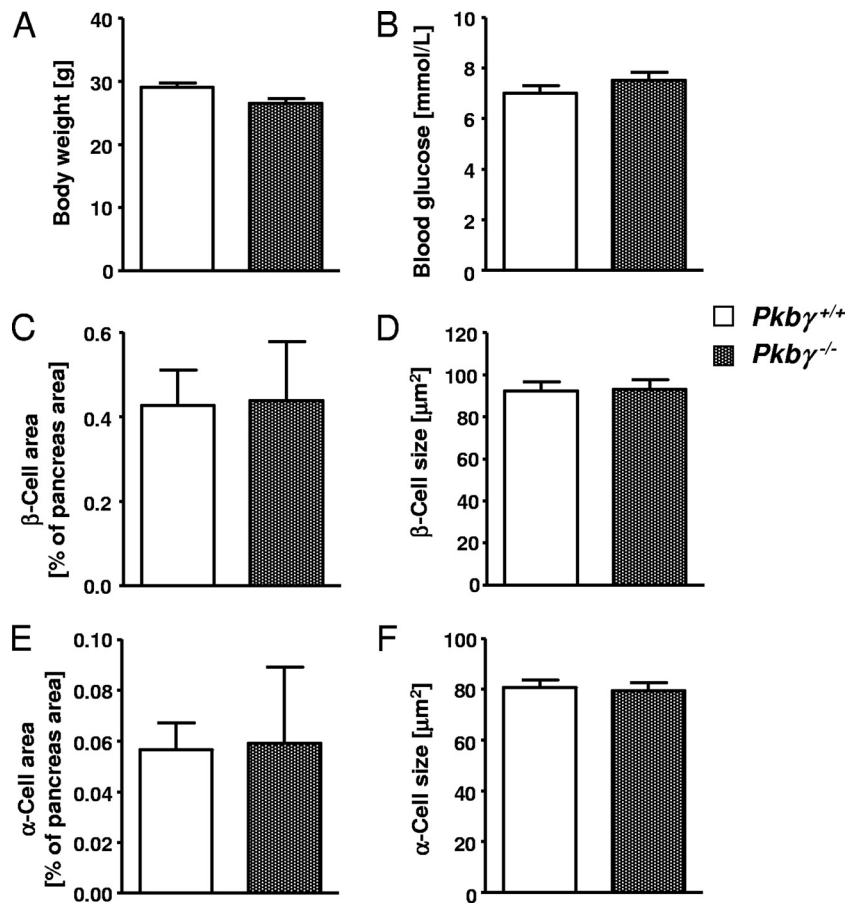 A
Body weight [g]
40
30
20
10
0
B
Blood glucose [mmol/L]
10
8
6
4
2
0
C
β-Cell area
[% of pancreas area]
0.6
0.4
0.2
0.0
D
β-Cell size [μm²]
120
100
80
60
40
20
0
Pkbγ+/+
Pkbγ-/-
E
α-Cell area
[% of pancreas area]
0.10
0.08
0.06
0.04
0.02
0.00
F
α-Cell size [μm²]
100
80
60
40
20
0